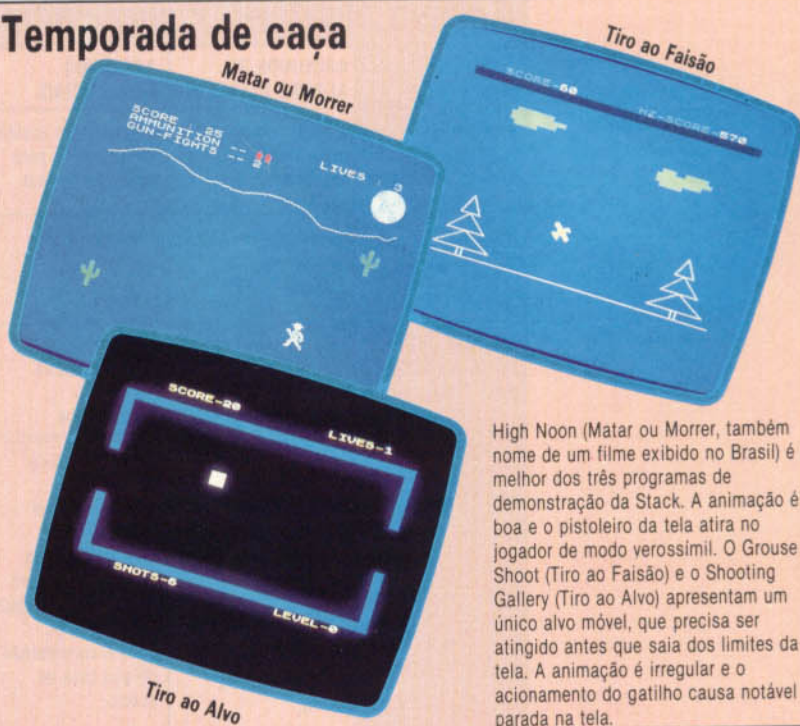 Temporada de caça
Matar ou Morrer
SCORE : 25
AMMUNITION --
GUN-FIGHTS -- 2
LIVES : 3
Tiro ao Faisão
SCORE-60
HI-SCORE-570
SCORE-20
LIVES-1
SHOTS-6
LEVEL-0
Tiro ao Alvo
High Noon (Matar ou Morrer, também
nome de um filme exibido no Brasil) é
melhor dos três programas de
demonstração da Stack. A animação é
boa e o pistoleiro da tela atira no
jogador de modo verossímil. O Grouse
Shoot (Tiro ao Faisão) e o Shooting
Gallery (Tiro ao Alvo) apresentam um
único alvo móvel, que precisa ser
atingido antes que saia dos limites da
tela. A animação é irregular e o
acionamento do gatilho causa notável
parada na tela.